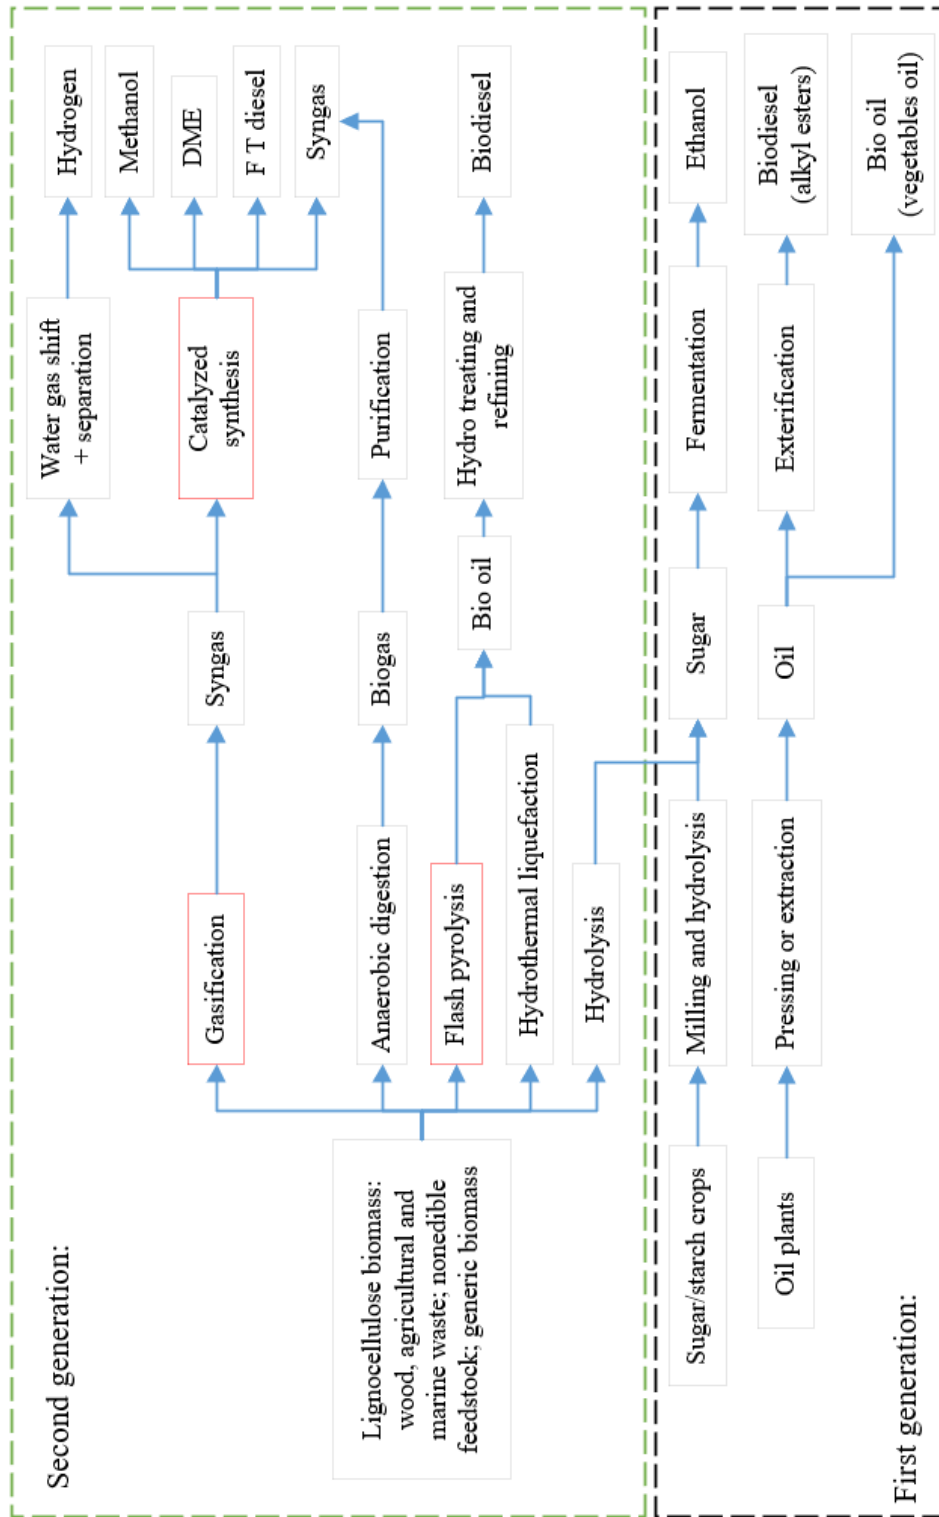 Second generation:
Lignocellulose biomass:
wood, agricultural and
marine waste; nonedible
feedstock; generic biomass
Gasification
Anaerobic digestion
Flash pyrolysis
Hydrothermal liquefaction
Hydrolysis
Syngas
Biogas
Bio oil
Water gas shift
+ separation
Catalyzed
synthesis
Purification
Hydro treating and
refining
Hydrogen
Methanol
DME
F T diesel
Syngas
Biodiesel
First generation:
Sugar/starch crops
Milling and hydrolysis
Sugar
Fermentation
Ethanol
Oil plants
Pressing or extraction
Oil
Exterification
Biodiesel
(alkyl esters)
Bio oil
(vegetables oil)